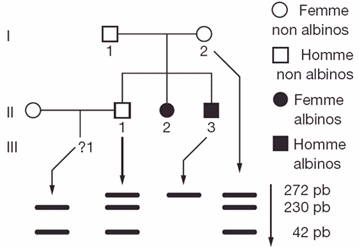 I
1
2
Femme
non albinos
Homme
non albinos
II
1
2
3
Femme
albinos
III
?1
Homme
albinos
272 pb
230 pb
42 pb